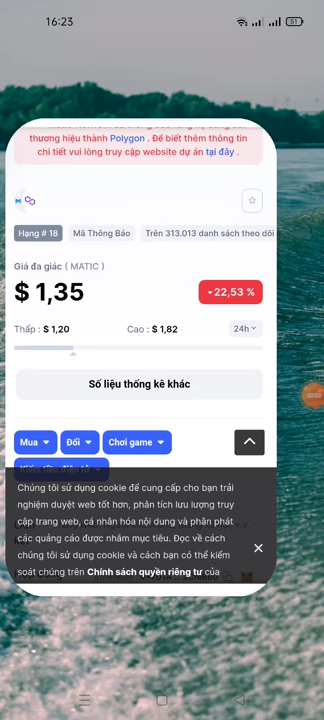 16:23
51
thương hiệu thành Polygon . Để biết thêm thông tin
chi tiết vui lòng truy cập website dự án tại đây .
Hạng # 18
Mã Thông Báo
Trên 313.013 danh sách theo dõi
Giá đa giác ( MATIC )
$ 1,35
22,53 %
Thấp : $ 1,20
Cao : $ 1,82
24h
Số liệu thống kê khác
Mua
Đổi
Chơi game
Kiếm tiền điện tử
Chúng tôi sử dụng cookie để cung cấp cho bạn trải
nghiệm duyệt web tốt hơn, phân tích lưu lượng truy
cập trang web, cá nhân hóa nội dung và phân phát
các quảng cáo được nhắm mục tiêu. Đọc về cách
chúng tôi sử dụng cookie và cách bạn có thể kiểm
soát chúng trên Chính sách quyền riêng tư của